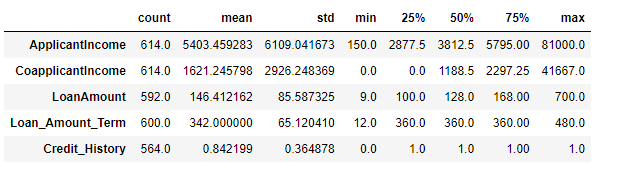 count mean std min 25% 50% 75% max
ApplicantIncome 614.0 5403.459283 6109.041673 150.0 2877.5 3812.5 5795.00 81000.0
CoapplicantIncome 614.0 1621.245798 2926.248369 0.0 0.0 1188.5 2297.25 41667.0
LoanAmount 592.0 146.412162 85.587325 9.0 100.0 128.0 168.00 700.0
Loan_Amount_Term 600.0 342.000000 65.120410 12.0 360.0 360.0 360.00 480.0
Credit_History 564.0 0.842199 0.364878 0.0 1.0 1.0 1.00 1.0